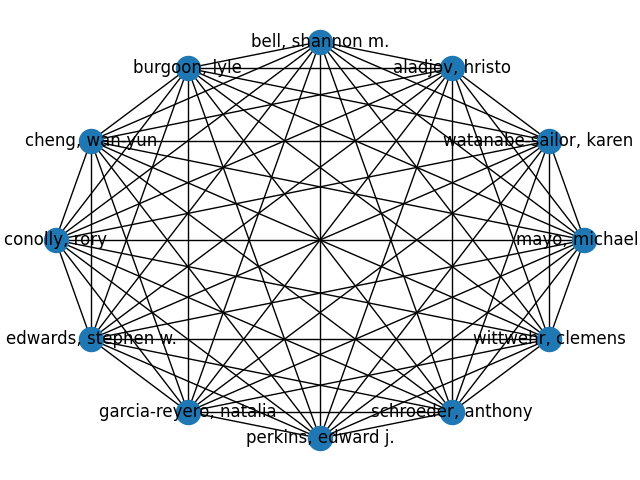 bell, shannon m.
burgoon, lyle
aladjov, hristo
cheng, wan-yun
watanabe sailor, karen
conolly, rory
mayo, michael
edwards, stephen w.
wittwehr, clemens
garcia-reyero, natalia
schroeder, anthony
perkins, edward j.